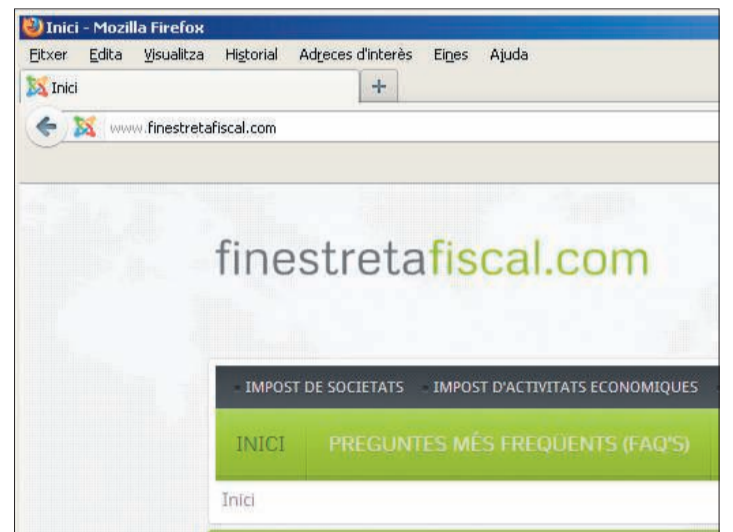 Inici - Mozilla Firefox
Fitxer Edita Visualitza Historial Adreces d'interès Eines Ajuda
Inici +
www.finestretafiscal.com
finestretafiscal.com
- IMPOST DE SOCIETATS - IMPOST D'ACTIVITATS ECONOMIQUES
INICI PREGUNTES MÉS FREQÜENTS (FAQ'S)
Inici